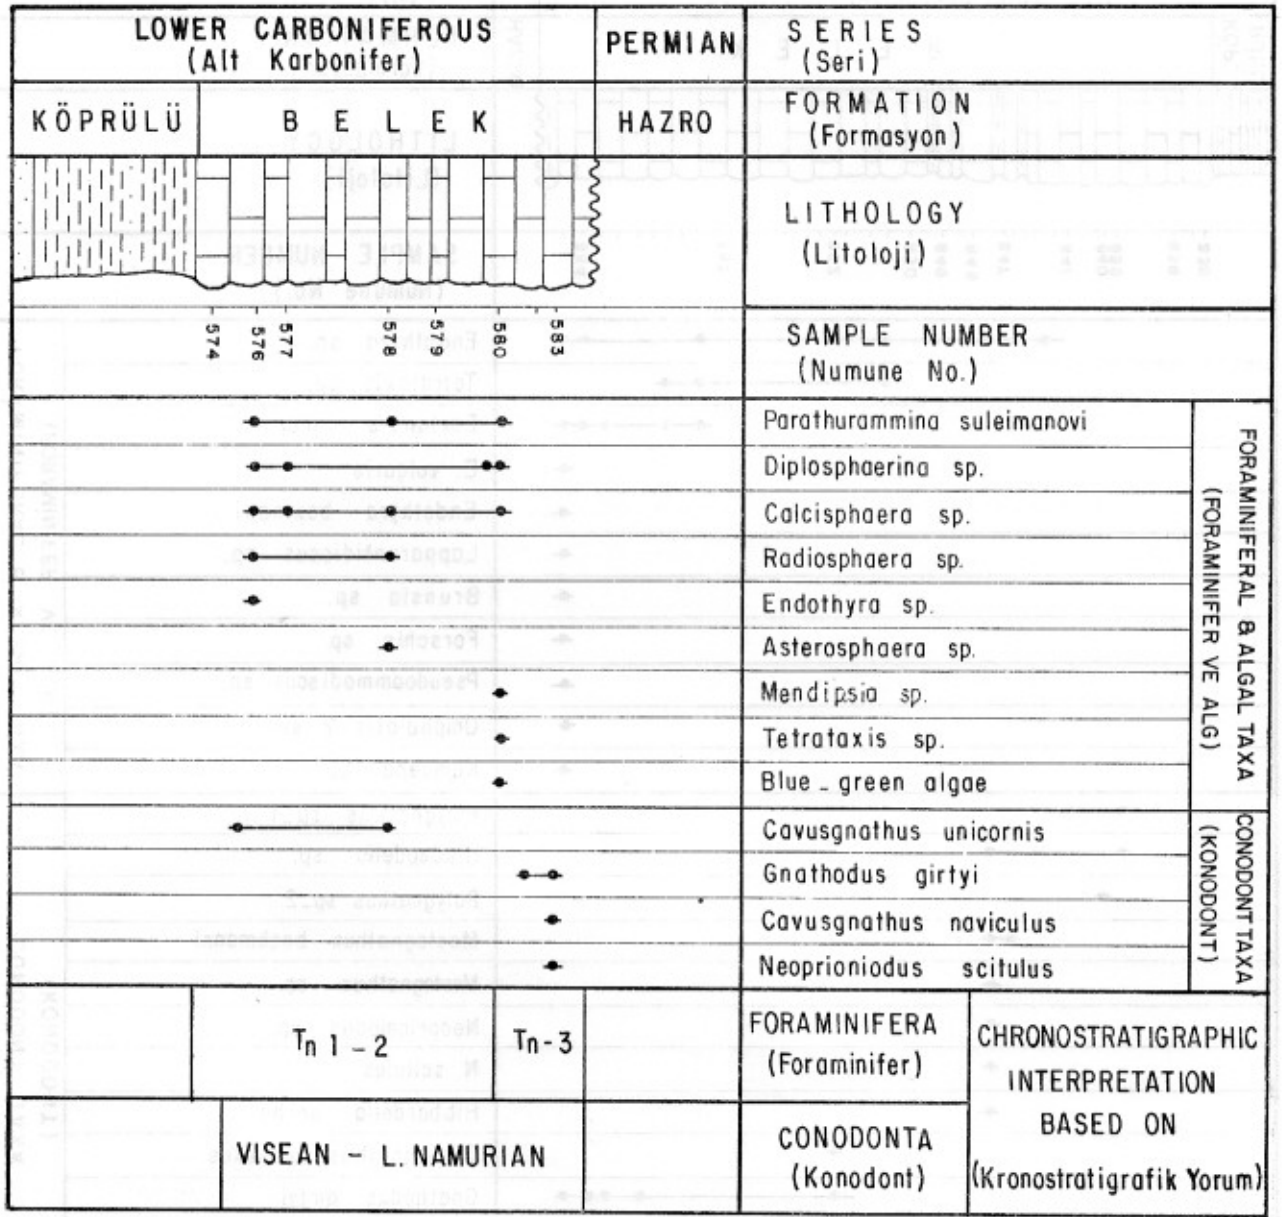 LOWER CARBONIFEROUS
(Alt Karbonifer)
PERMIAN
SERIES
(Seri)
KÖPRÜLÜ
BELEK
HAZRO
FORMATION
(Formasyon)
LITHOLOGY
(Litoloji)
574
576
577
578
579
580
583
SAMPLE NUMBER
(Numune No.)
Parathurammina suleimanovi
Diplosphaerina sp.
Calcisphaera sp.
Radiosphaera sp.
Endothyra sp.
Asterosphaera sp.
Mendipsia sp.
Tetrataxis sp.
Blue-green algae
FORAMINIFERAL & ALGAL TAXA
(FORAMINIFER VE ALG)
Cavusgnathus unicornis
Gnathodus girtyi
Cavusgnathus naviculus
Neoprioniodus scitulus
CONODONT TAXA
(KONODONT)
Tn 1-2
Tn-3
FORAMINIFERA
(Foraminifer)
VISEAN - L. NAMURIAN
CONODONTA
(Konodont)
CHRONOSTRATIGRAPHIC
INTERPRETATION
BASED ON
(Kronostratigrafik Yorum)